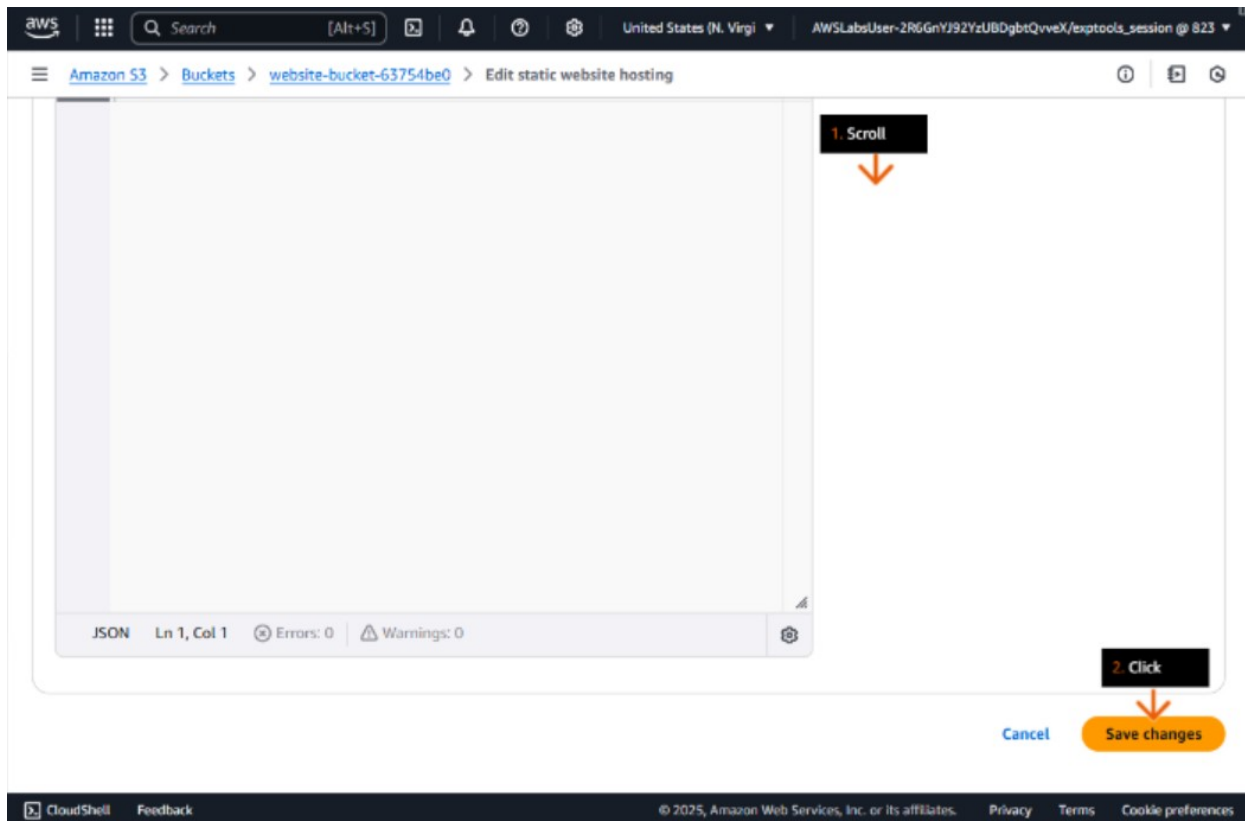 aws
Search [Alt+S] United States (N. Virgi AWSLabsUser-2R6GnYJ92YzUBDgbtQvveX/exptools_session @ 823
Amazon S3 > Buckets > website-bucket-63754be0 > Edit static website hosting
1. Scroll
JSON Ln 1, Col 1 Errors: 0 Warnings: 0
2. Click
Cancel Save changes
CloudShell Feedback © 2025, Amazon Web Services, Inc. or its affiliates. Privacy Terms Cookie preferences